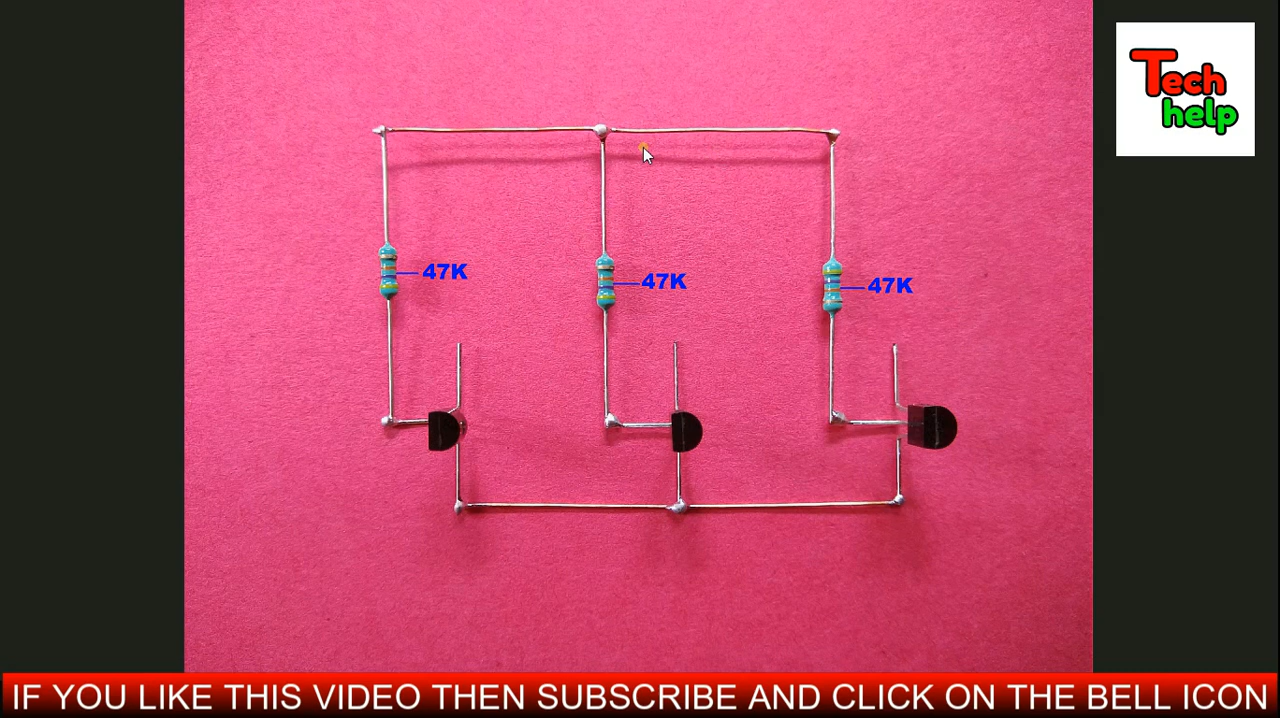 Tech
help
47K
47K
47K
IF YOU LIKE THIS VIDEO THEN SUBSCRIBE AND CLICK ON THE BELL ICON